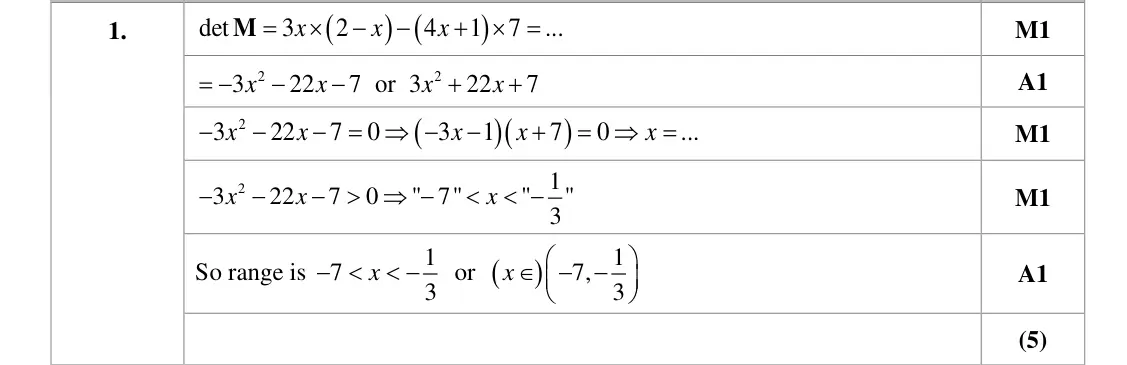 1. det M = 3x × (2 − x) − (4x + 1) × 7 = ... M1
= −3x² − 22x − 7 or 3x² + 22x + 7 A1
−3x² − 22x − 7 = 0 ⇒ (−3x − 1)(x + 7) = 0 ⇒ x = ... M1
−3x² − 22x − 7 > 0 ⇒ "− 7" < x < "−1/3" M1
So range is −7 < x < −1/3 or (x ∈)(−7, −1/3) A1
(5)